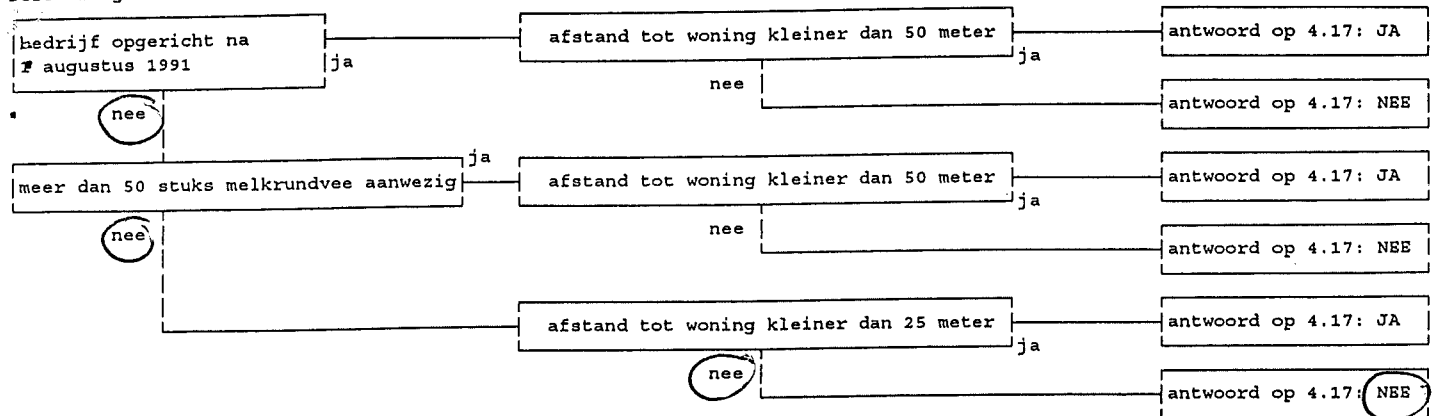 bedrijf opgericht na
1 augustus 1991
ja
afstand tot woning kleiner dan 50 meter
ja
antwoord op 4.17: JA
nee
antwoord op 4.17: NEE
nee
meer dan 50 stuks melkrundvee aanwezig
ja
afstand tot woning kleiner dan 50 meter
ja
antwoord op 4.17: JA
nee
antwoord op 4.17: NEE
nee
afstand tot woning kleiner dan 25 meter
ja
antwoord op 4.17: JA
nee
antwoord op 4.17: NEE